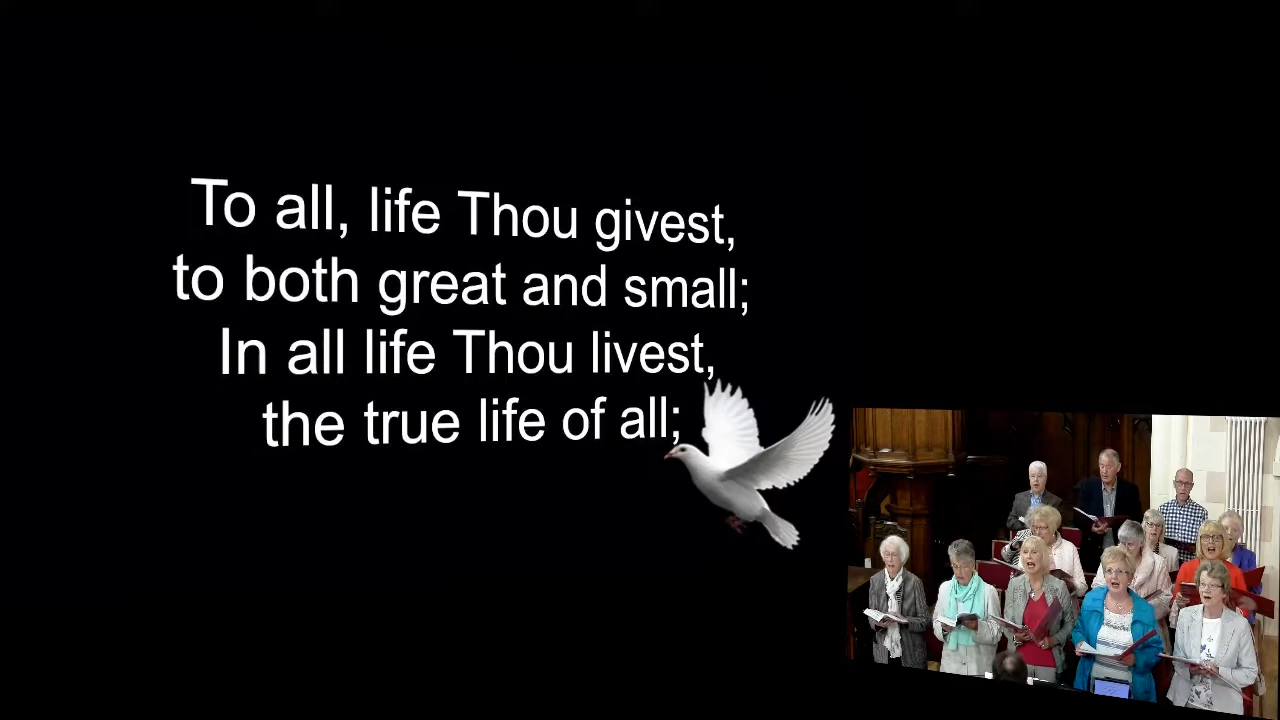 To all, life Thou givest,
to both great and small;
In all life Thou livest,
the true life of all;